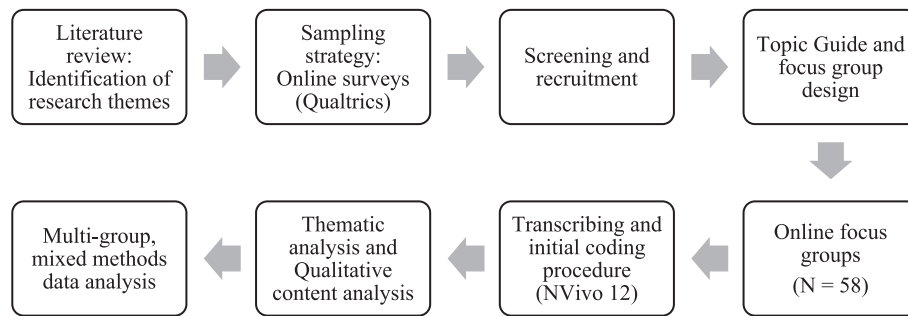 Literature
review:
Identification of
research themes
Sampling
strategy:
Online surveys
(Qualtrics)
Screening and
recruitment
Topic Guide and
focus group
design
Online focus
groups
(N = 58)
Transcribing and
initial coding
procedure
(NVivo 12)
Thematic
analysis and
Qualitative
content analysis
Multi-group,
mixed methods
data analysis